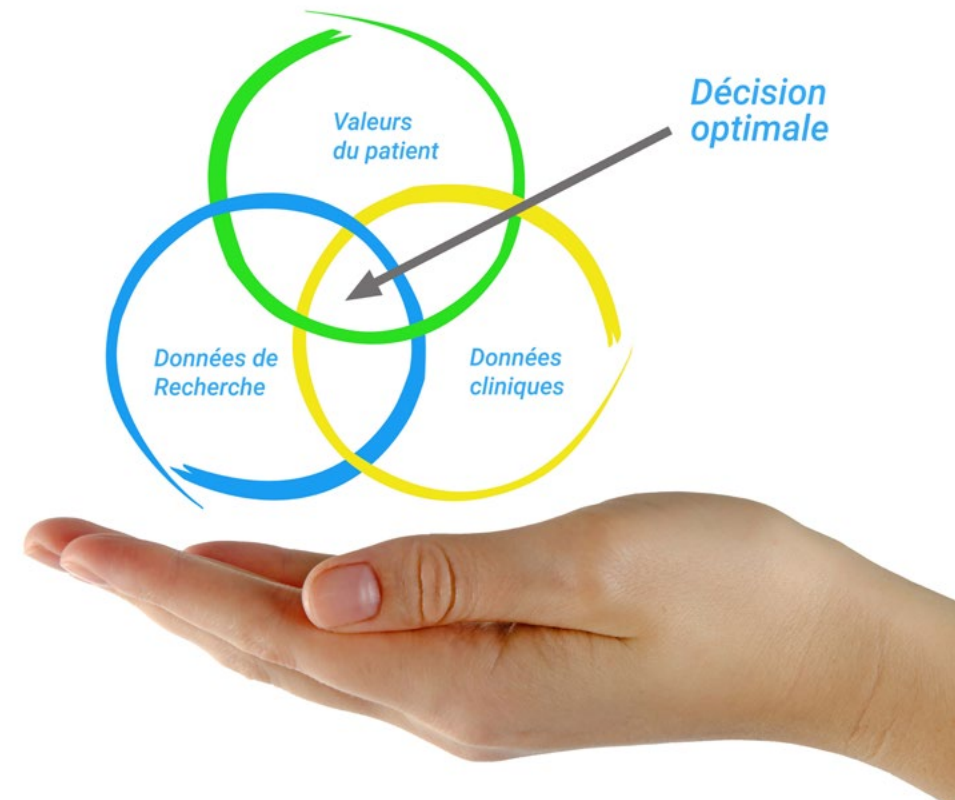 Valeurs
du patient
Décision
optimale
Données de
Recherche
Données
cliniques